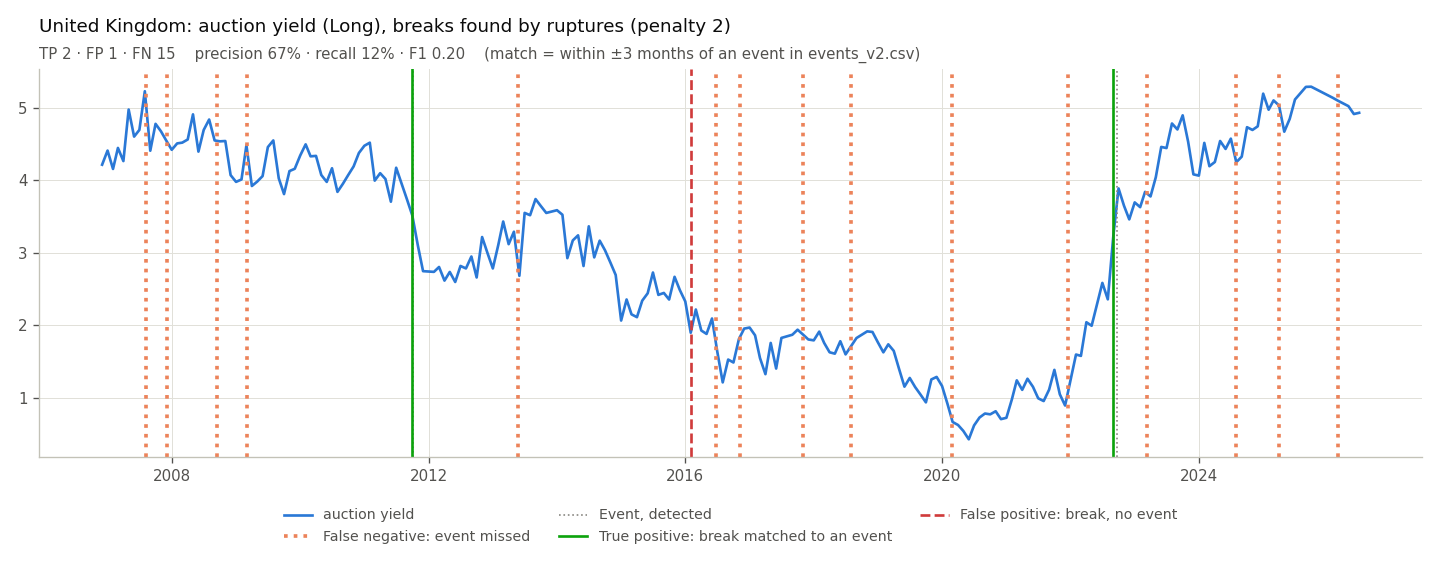 United Kingdom: auction yield (Long), breaks found by ruptures (penalty 2)
TP 2 · FP 1 · FN 15    precision 67% · recall 12% · F1 0.20    (match = within ±3 months of an event in events_v2.csv)
5
4
3
2
1
2008 2012 2016 2020 2024
auction yield
False negative: event missed
Event, detected
True positive: break matched to an event
False positive: break, no event